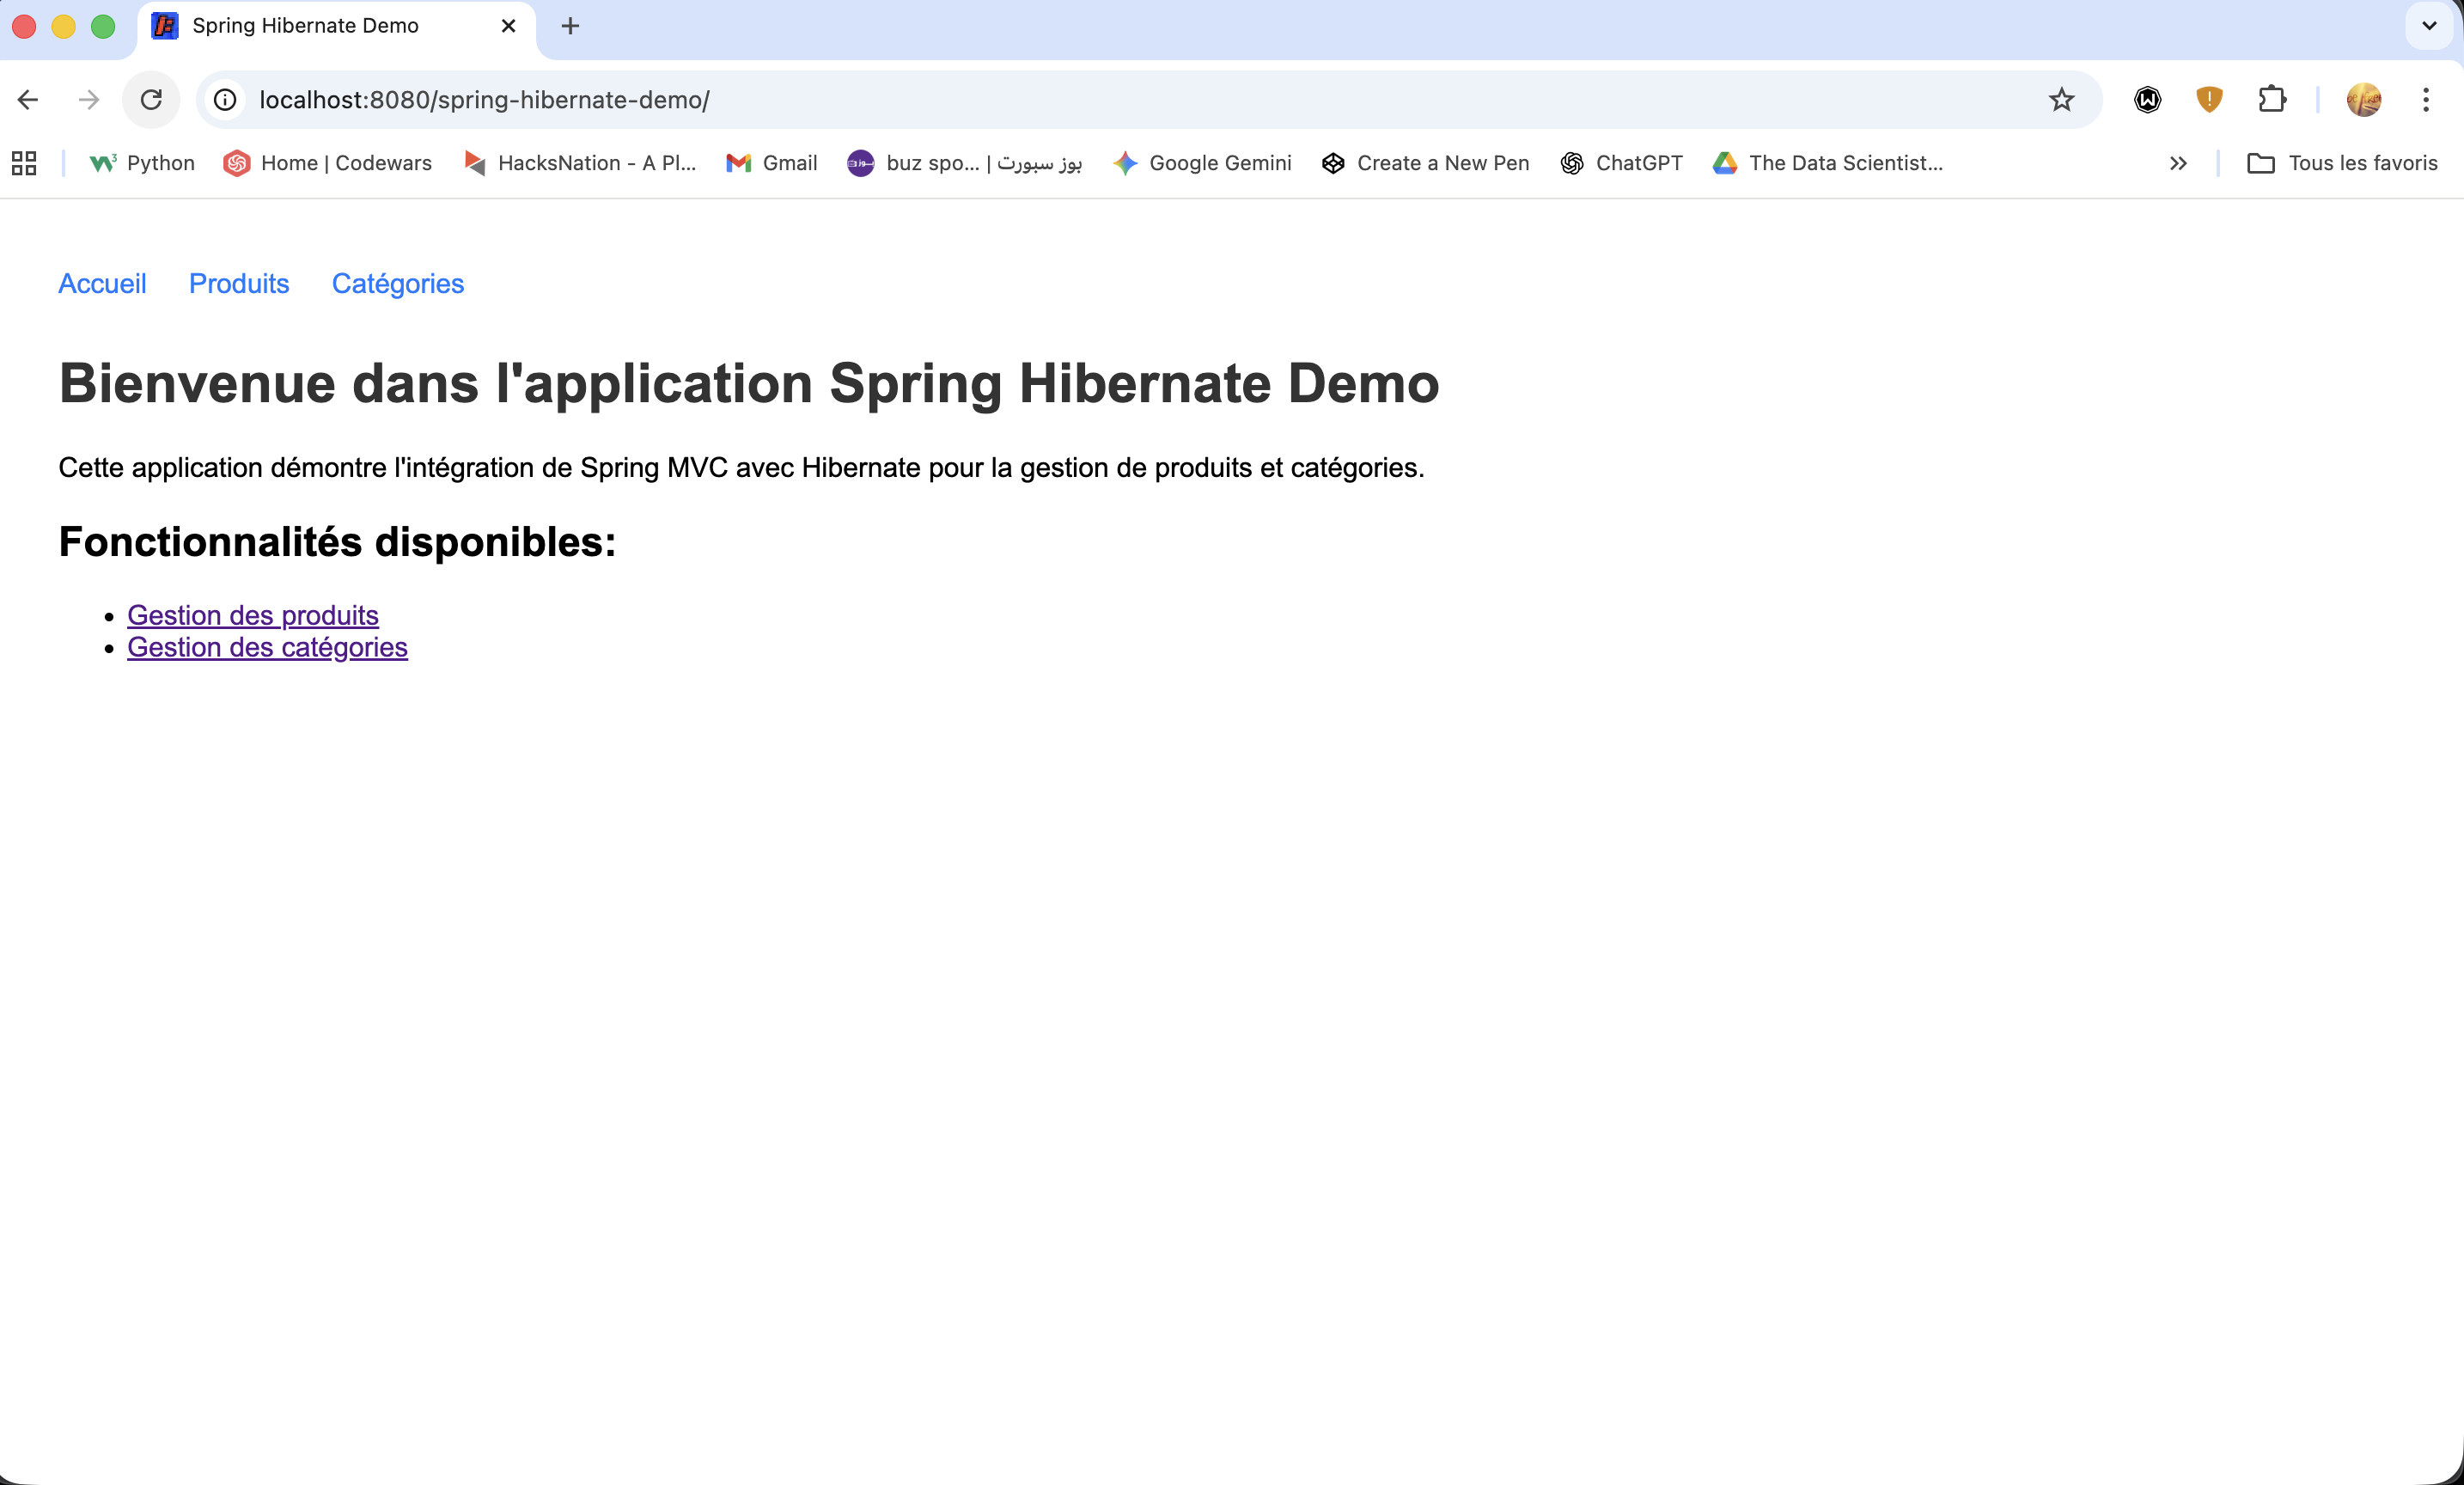 Spring Hibernate Demo
localhost:8080/spring-hibernate-demo/
Python
Home | Codewars
HacksNation - A Pl...
Gmail
buz spo... | بوز سبورت
Google Gemini
Create a New Pen
ChatGPT
The Data Scientist...
Tous les favoris
Accueil Produits Catégories
Bienvenue dans l'application Spring Hibernate Demo
Cette application démontre l'intégration de Spring MVC avec Hibernate pour la gestion de produits et catégories.
Fonctionnalités disponibles:
Gestion des produits
Gestion des catégories